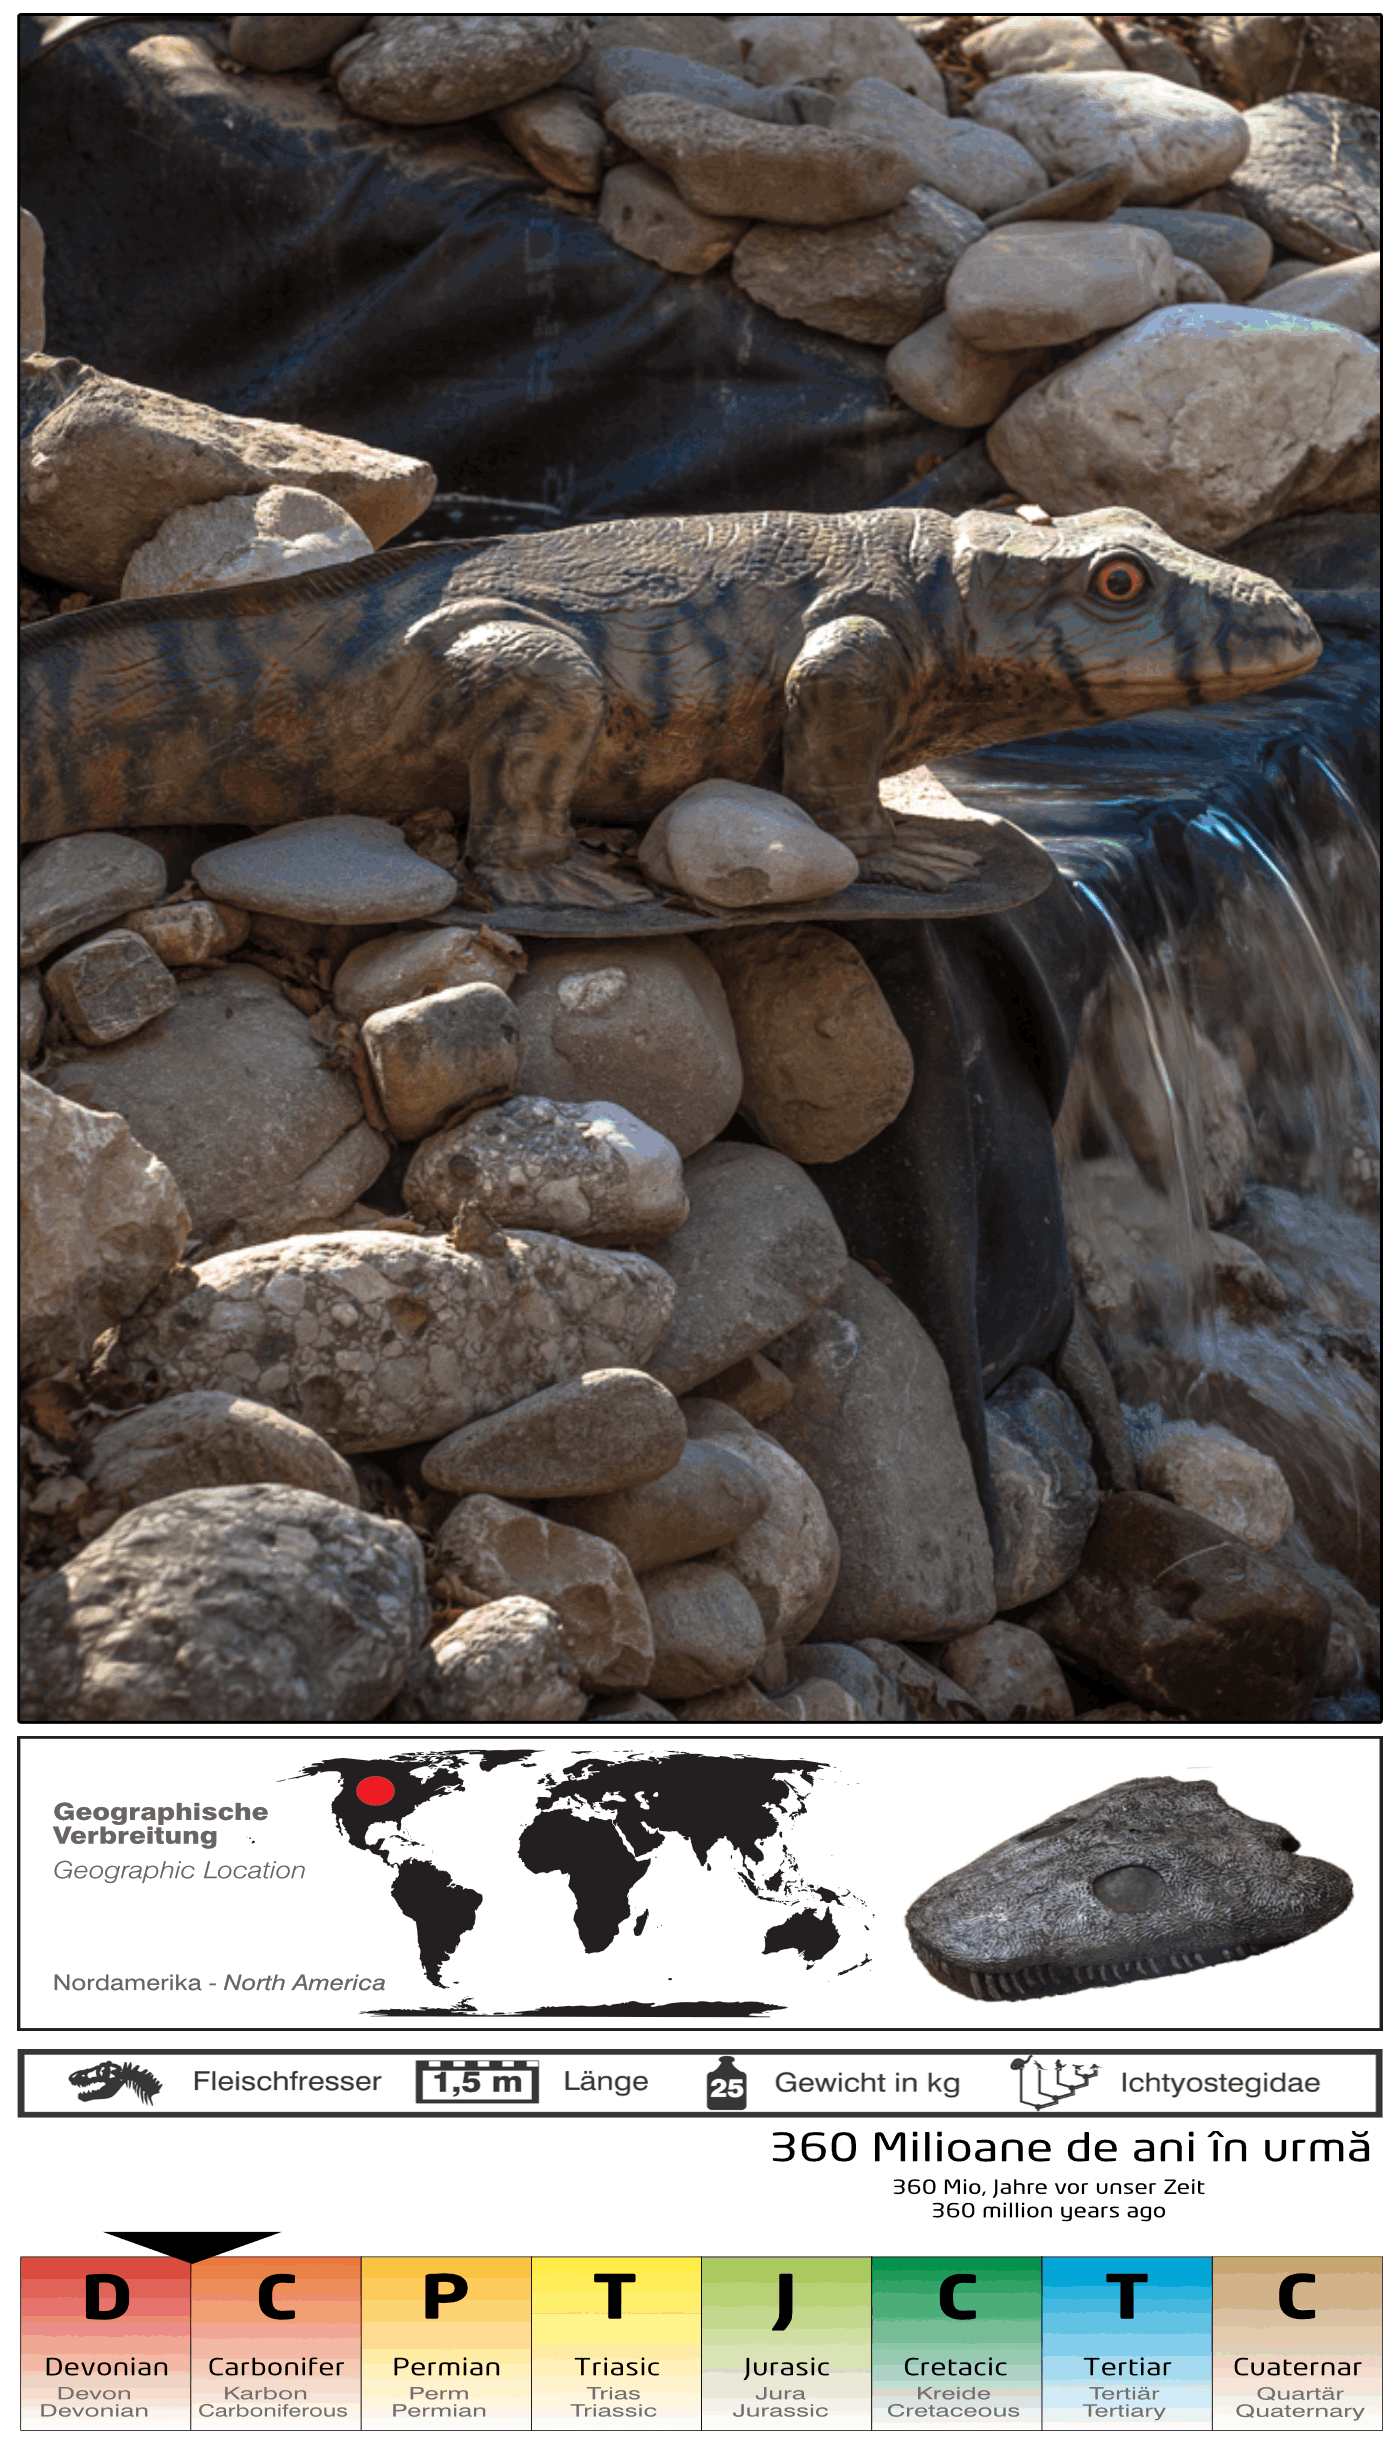 Geographische
Verbreitung
Geographic Location
Nordamerika - North America
Fleischfresser 1,5 m Länge 25 Gewicht in kg Ichtyostegidae
360 Milioane de ani în urmă
360 Mio, Jahre vor unser Zeit
360 million years ago
D C P T J C T C
Devonian Carbonifer Permian Triasic Jurasic Cretacic Tertiar Cuaternar
Devon Karbon Perm Trias Jura Kreide Tertiär Quartär
Devonian Carboniferous Permian Triassic Jurassic Cretaceous Tertiary Quaternary